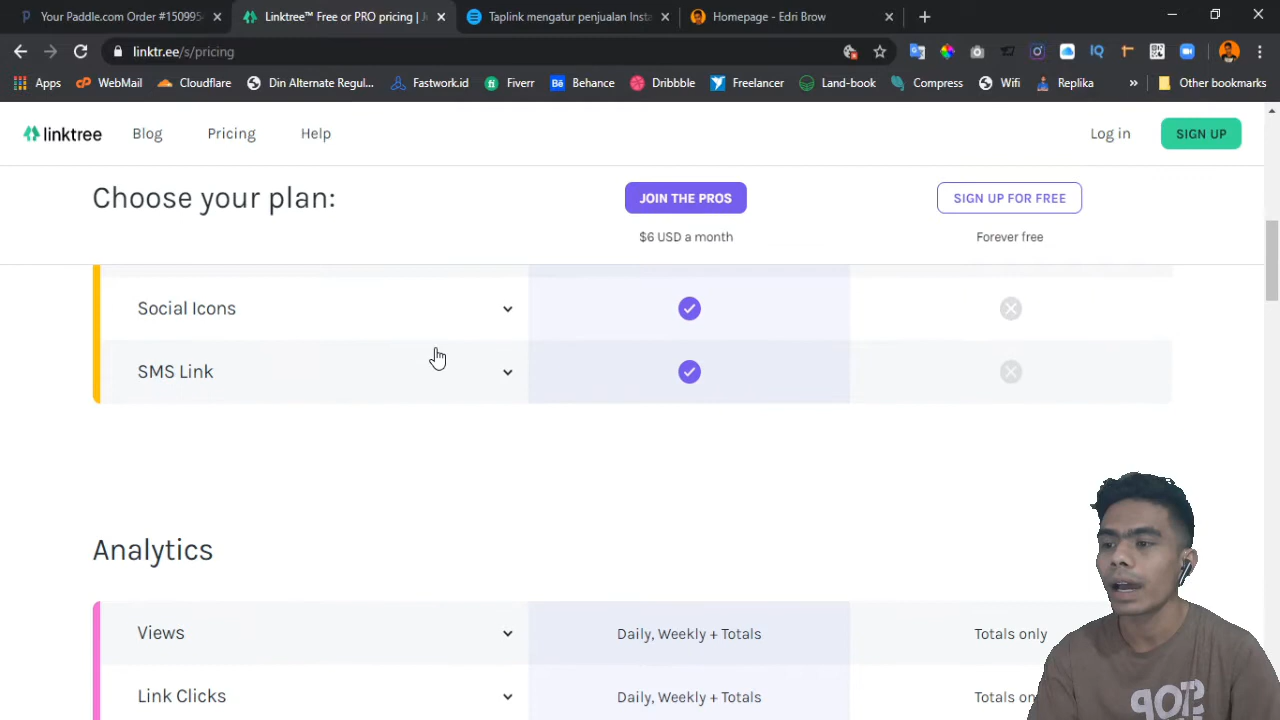 Your Paddle.com Order #150995
Linktree™ Free or PRO pricing | J
Taplink mengatur penjualan Insta
Homepage - Edri Brow
linktr.ee/s/pricing
Apps
WebMail
Cloudflare
Din Alternate Regul...
Fastwork.id
Fiverr
Behance
Dribbble
Freelancer
Land-book
Compress
Wifi
Replika
Other bookmarks
linktree
Blog
Pricing
Help
Log in
SIGN UP
Choose your plan:
JOIN THE PROS
SIGN UP FOR FREE
$6 USD a month
Forever free
Social Icons
SMS Link
Analytics
Views
Daily, Weekly + Totals
Totals only
Link Clicks
Daily, Weekly + Totals
Totals on